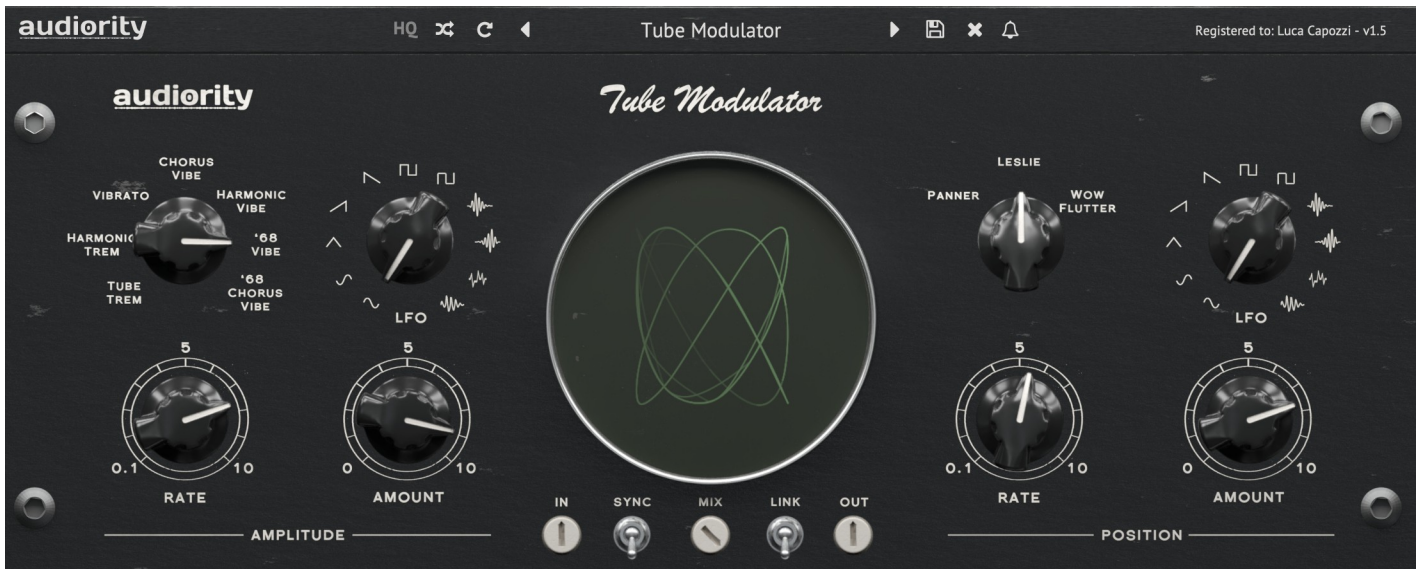 audiority
HQ
Tube Modulator
Registered to: Luca Capozzi - v1.5
audiority
Tube Modulator
CHORUS
VIBE
VIBRATO
HARMONIC
VIBE
HARMONIC
TREM
'68
VIBE
TUBE
TREM
'68
CHORUS
VIBE
LFO
LESLIE
PANNER
WOW
FLUTTER
LFO
5
0.1
10
RATE
0
10
AMOUNT
5
AMPLITUDE
IN
SYNC
MIX
LINK
OUT
5
0.1
10
RATE
5
0
10
AMOUNT
POSITION